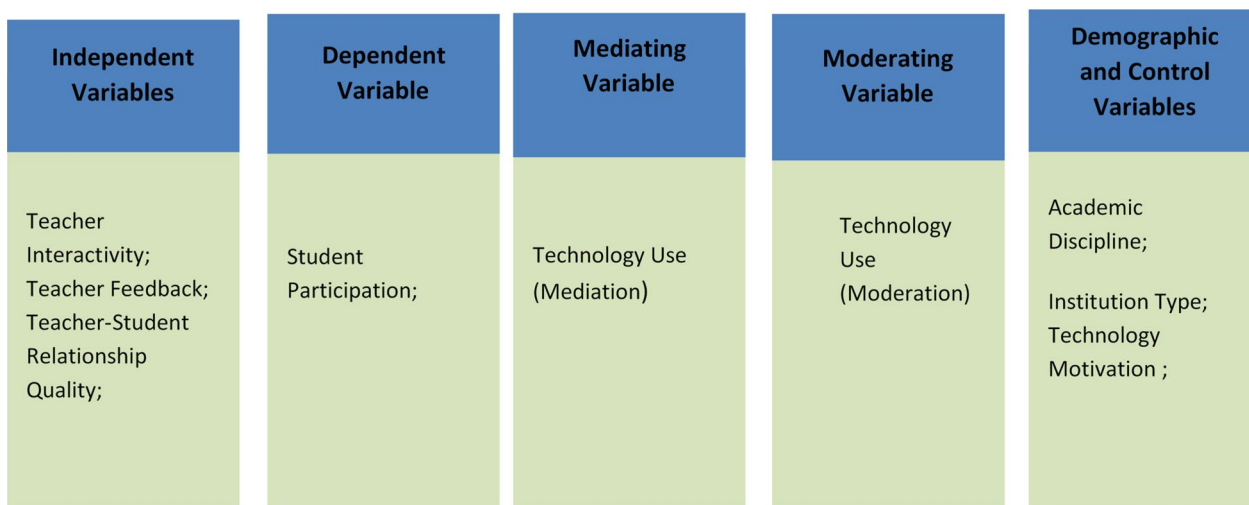 Independent
Variables
Teacher
Interactivity;
Teacher Feedback;
Teacher-Student
Relationship
Quality;
Dependent
Variable
Student
Participation;
Mediating
Variable
Technology Use
(Mediation)
Moderating
Variable
Technology
Use
(Moderation)
Demographic
and Control
Variables
Academic
Discipline;
Institution Type;
Technology
Motivation ;